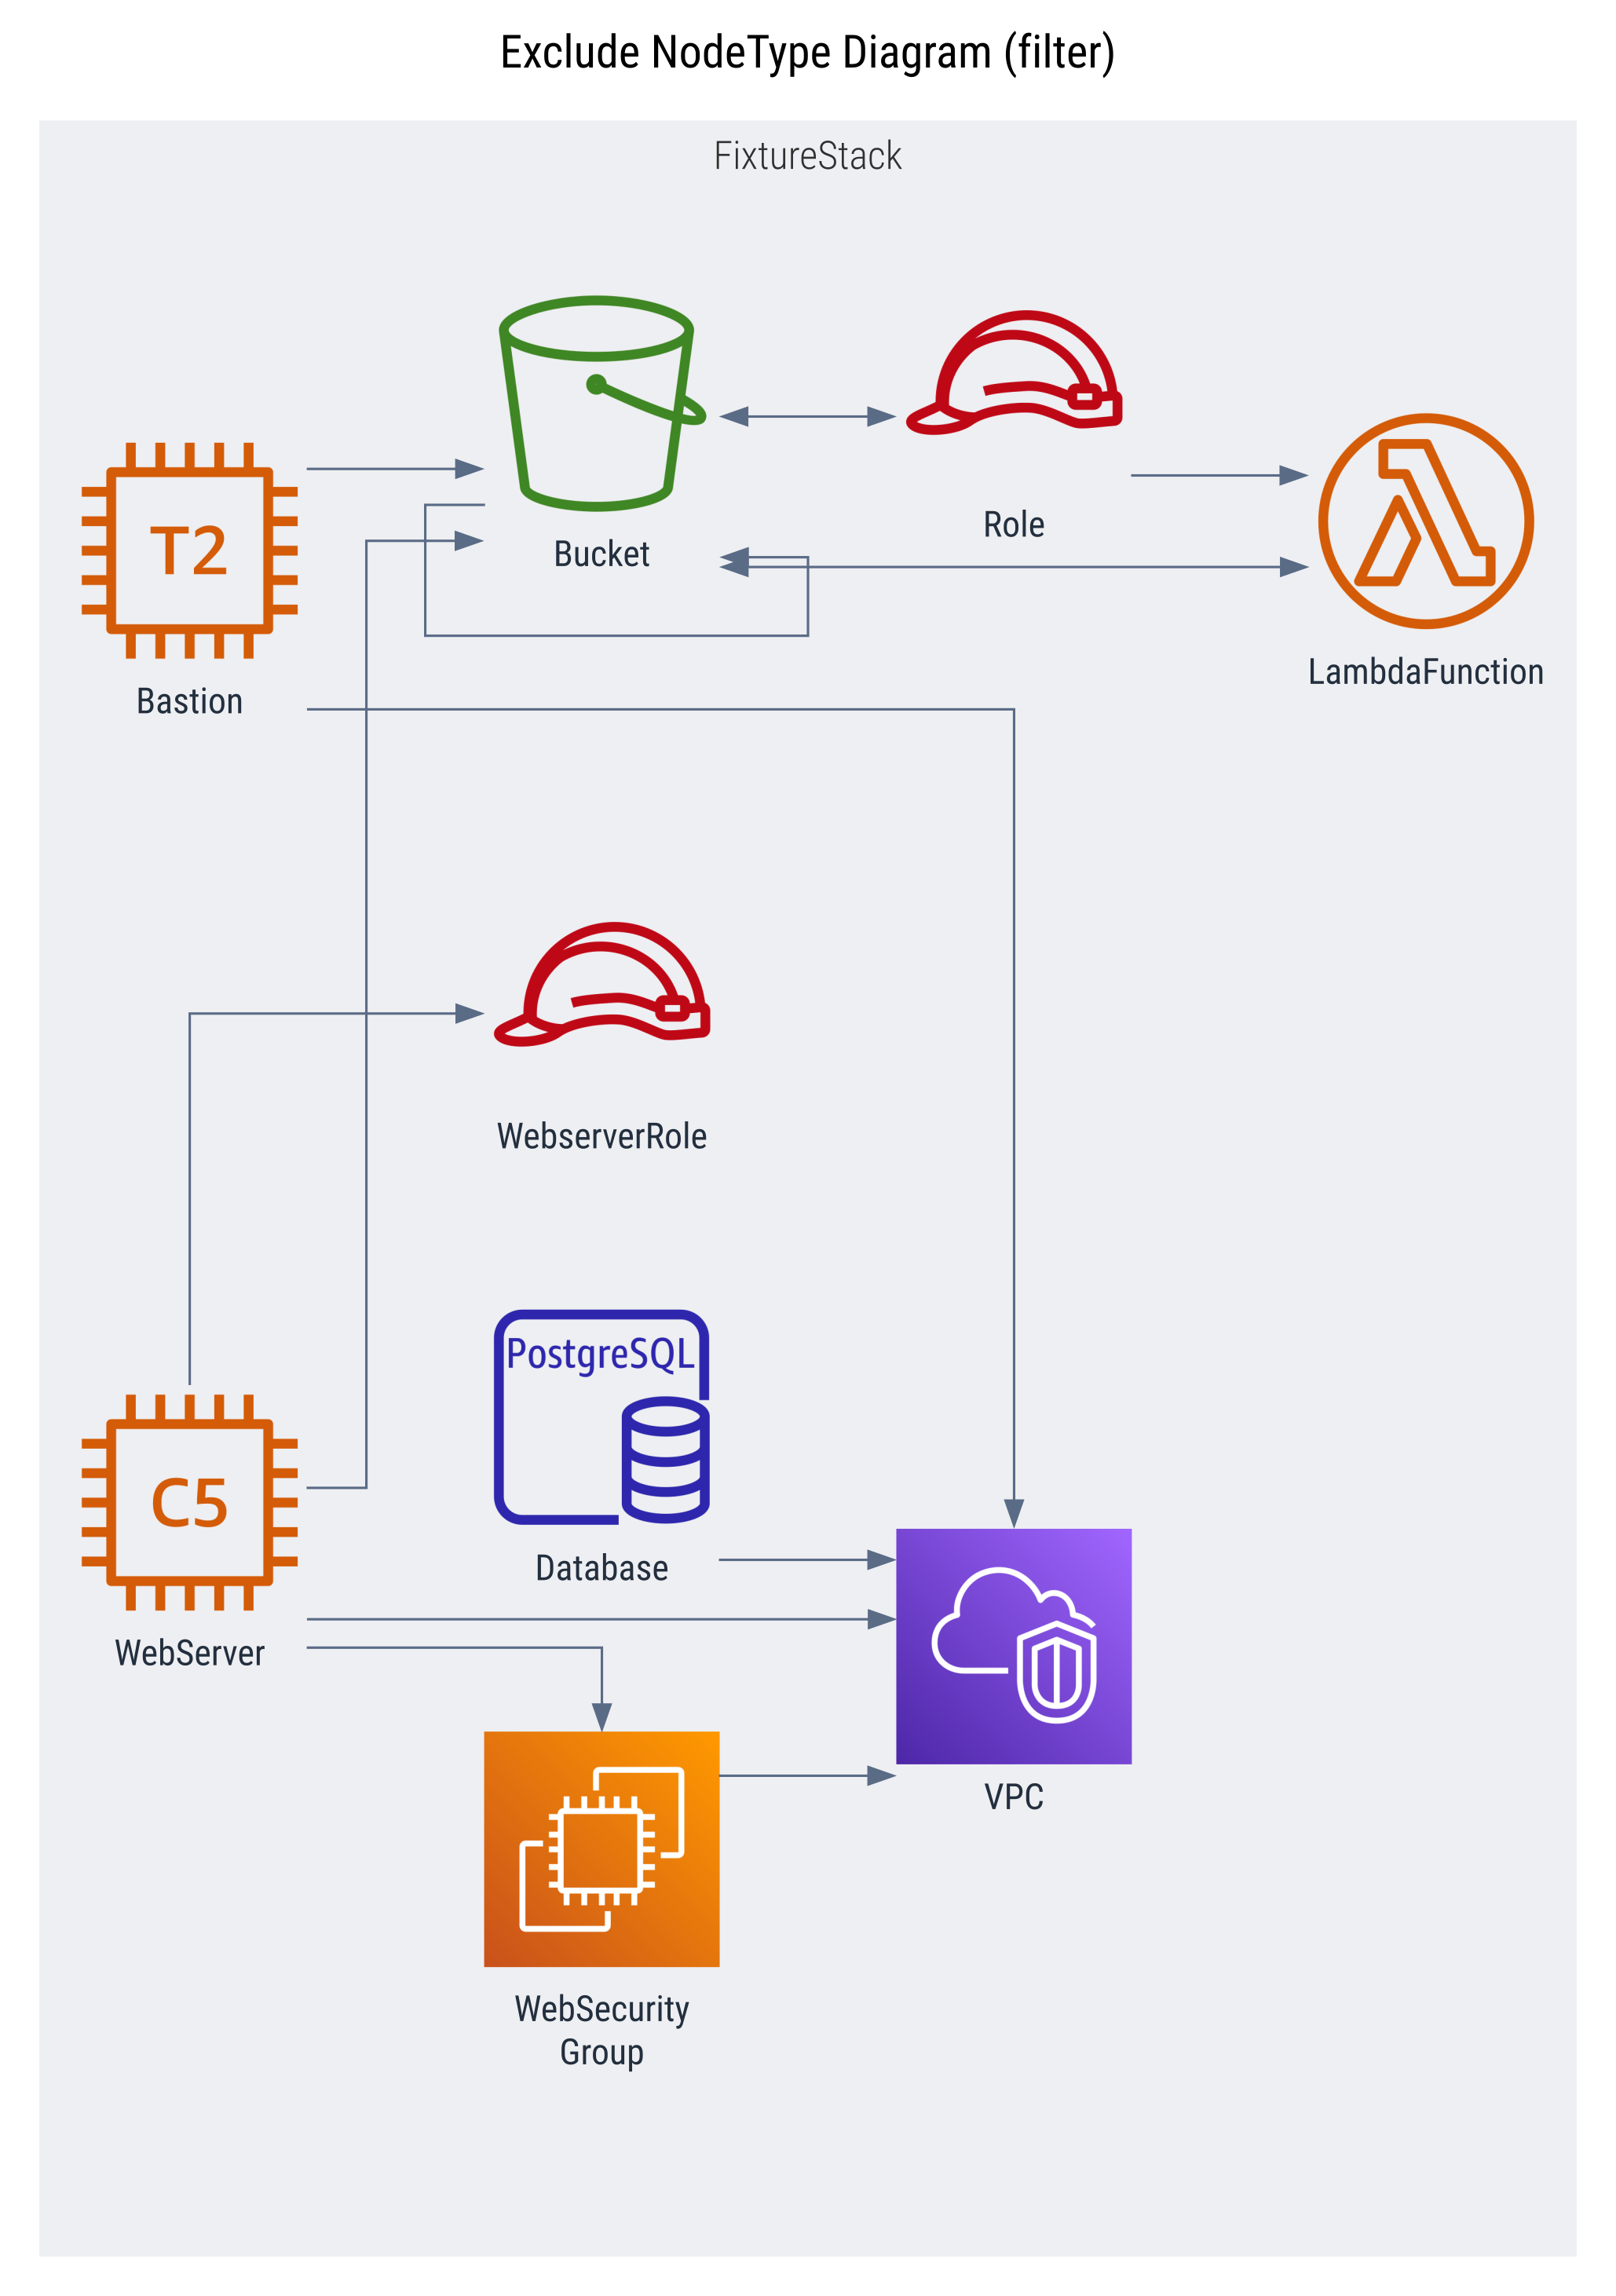 Exclude NodeType Diagram (filter)
FixtureStack
T2
Bastion
Bucket
Role
LambdaFunction
WebserverRole
PostgreSQL
Database
C5
WebServer
VPC
WebSecurity
Group